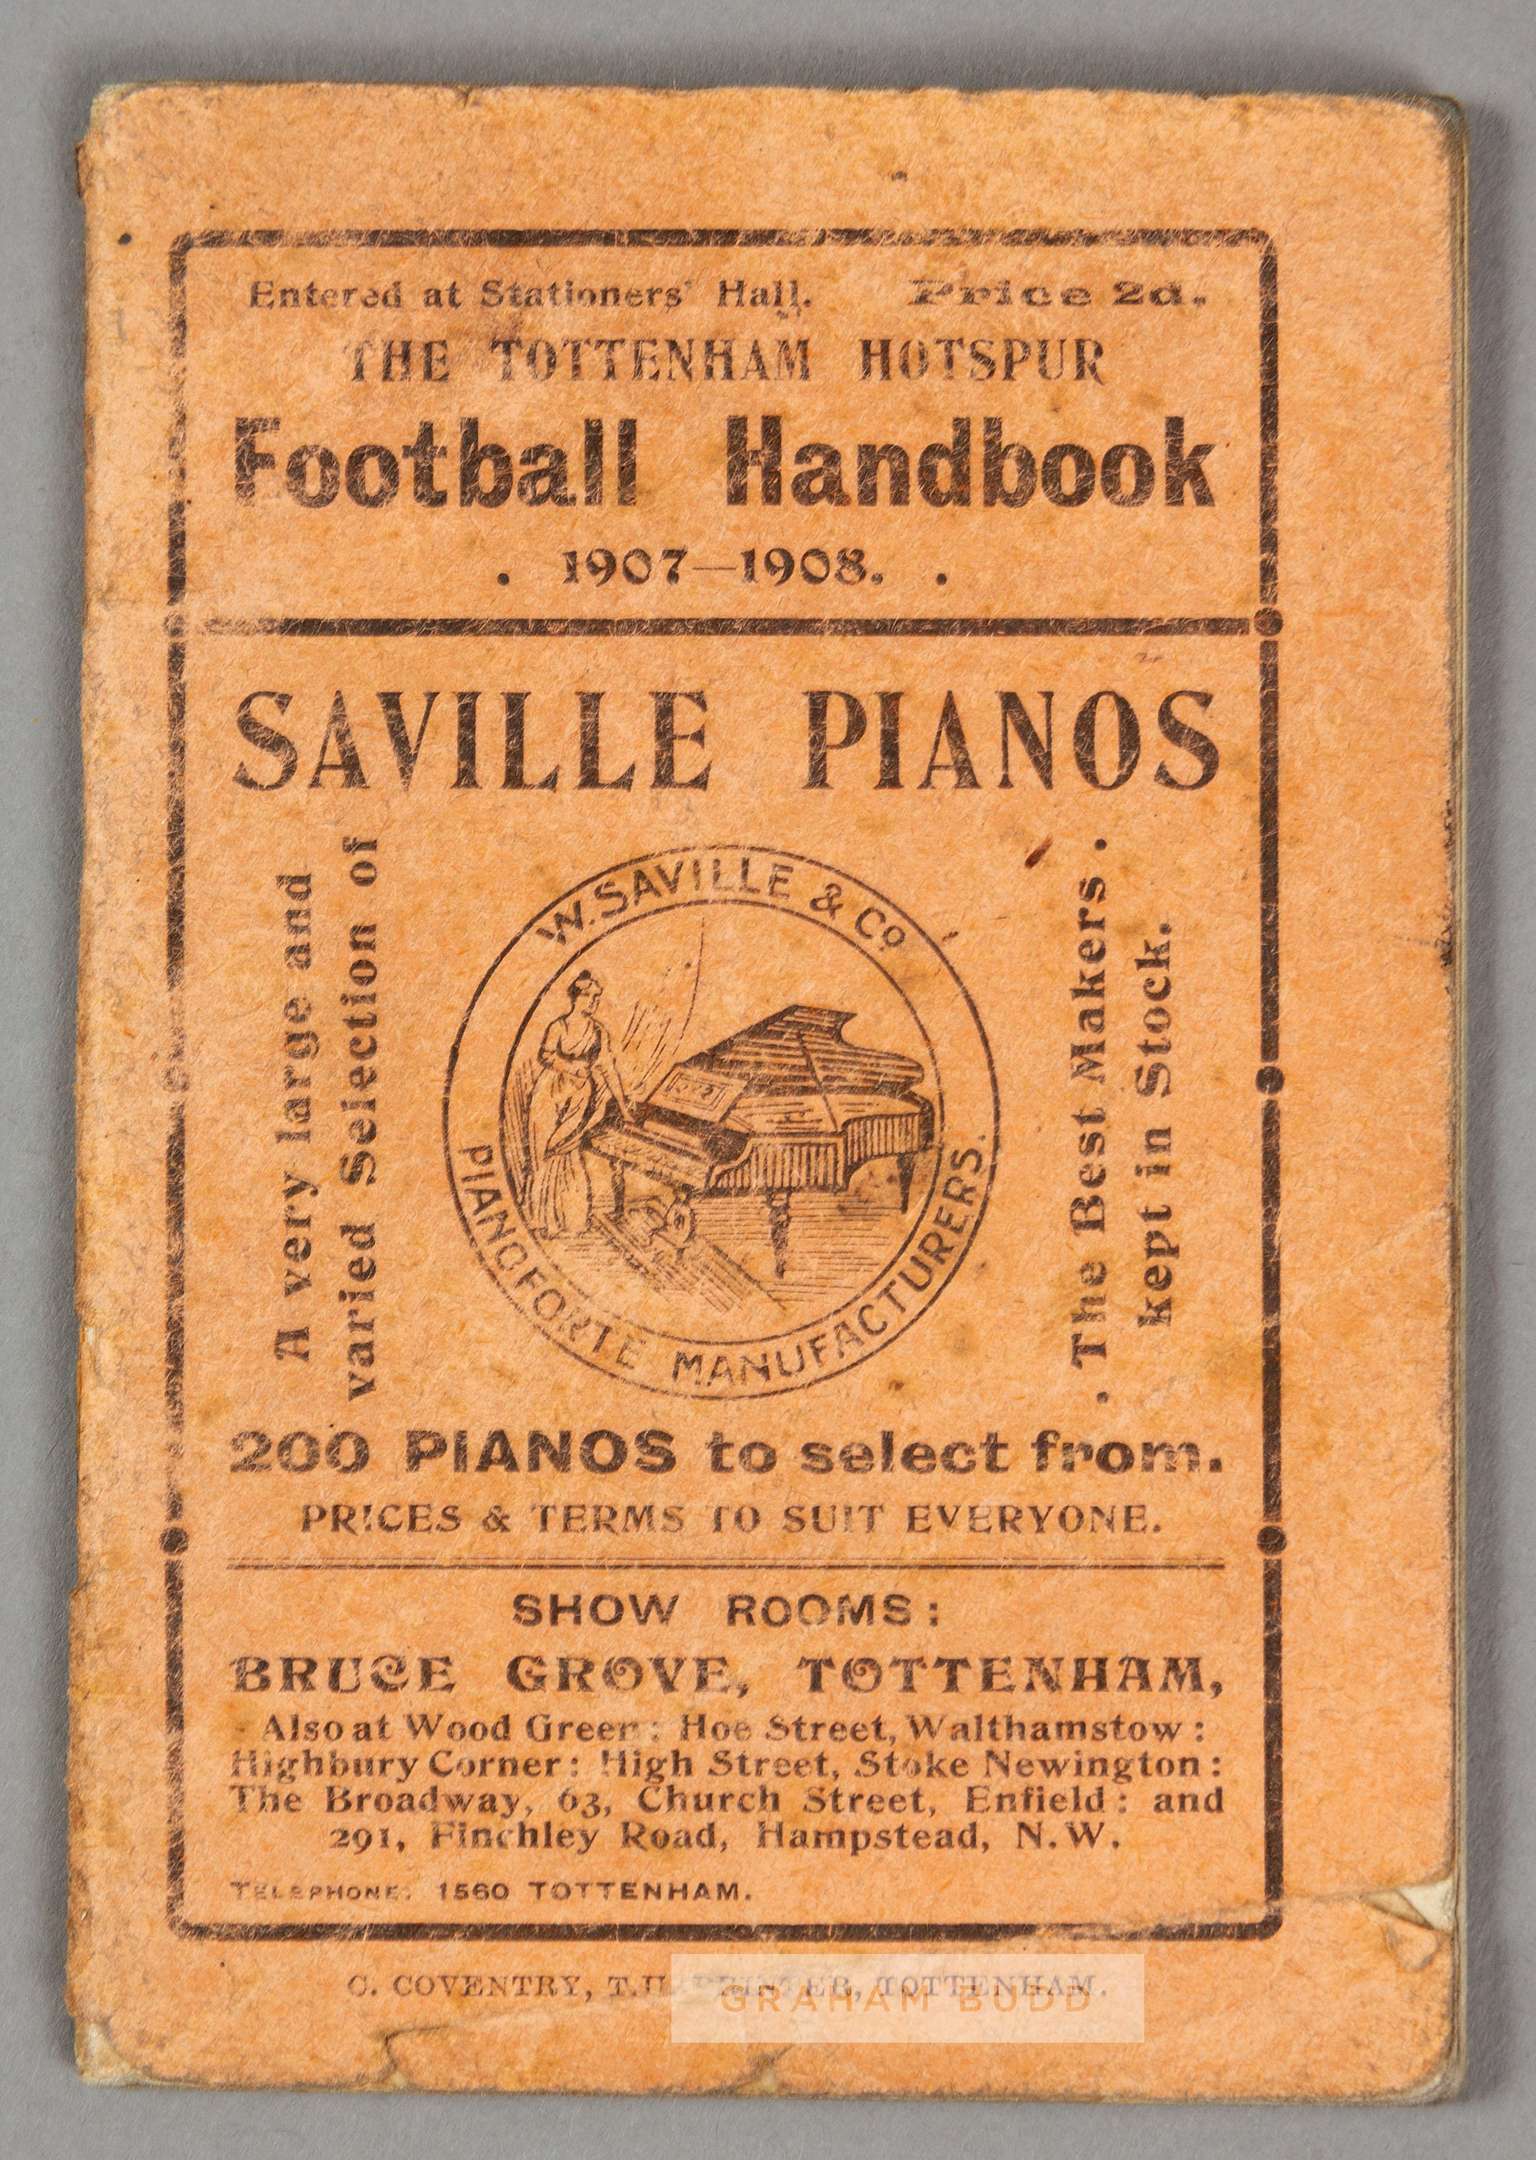 Entered at Stationers' Hall. Price 2d.
THE TOTTENHAM HOTSPUR
Football Handbook
. 1907—1908. .
SAVILLE PIANOS
A very large and
varied Selection of
W. SAVILLE & Co
PIANOFORTE MANUFACTURERS.
. The Best Makers .
kept in Stock.
200 PIANOS to select from.
PRICES & TERMS TO SUIT EVERYONE.
SHOW ROOMS:
BRUCE GROVE, TOTTENHAM,
Also at Wood Green: Hoe Street, Walthamstow:
Highbury Corner: High Street, Stoke Newington:
The Broadway, 63, Church Street, Enfield: and
291, Finchley Road, Hampstead, N.W.
TELEPHONE: 1560 TOTTENHAM.
C. COVENTRY, T.U. PRINTER, TOTTENHAM.
GRAHAM BUDD